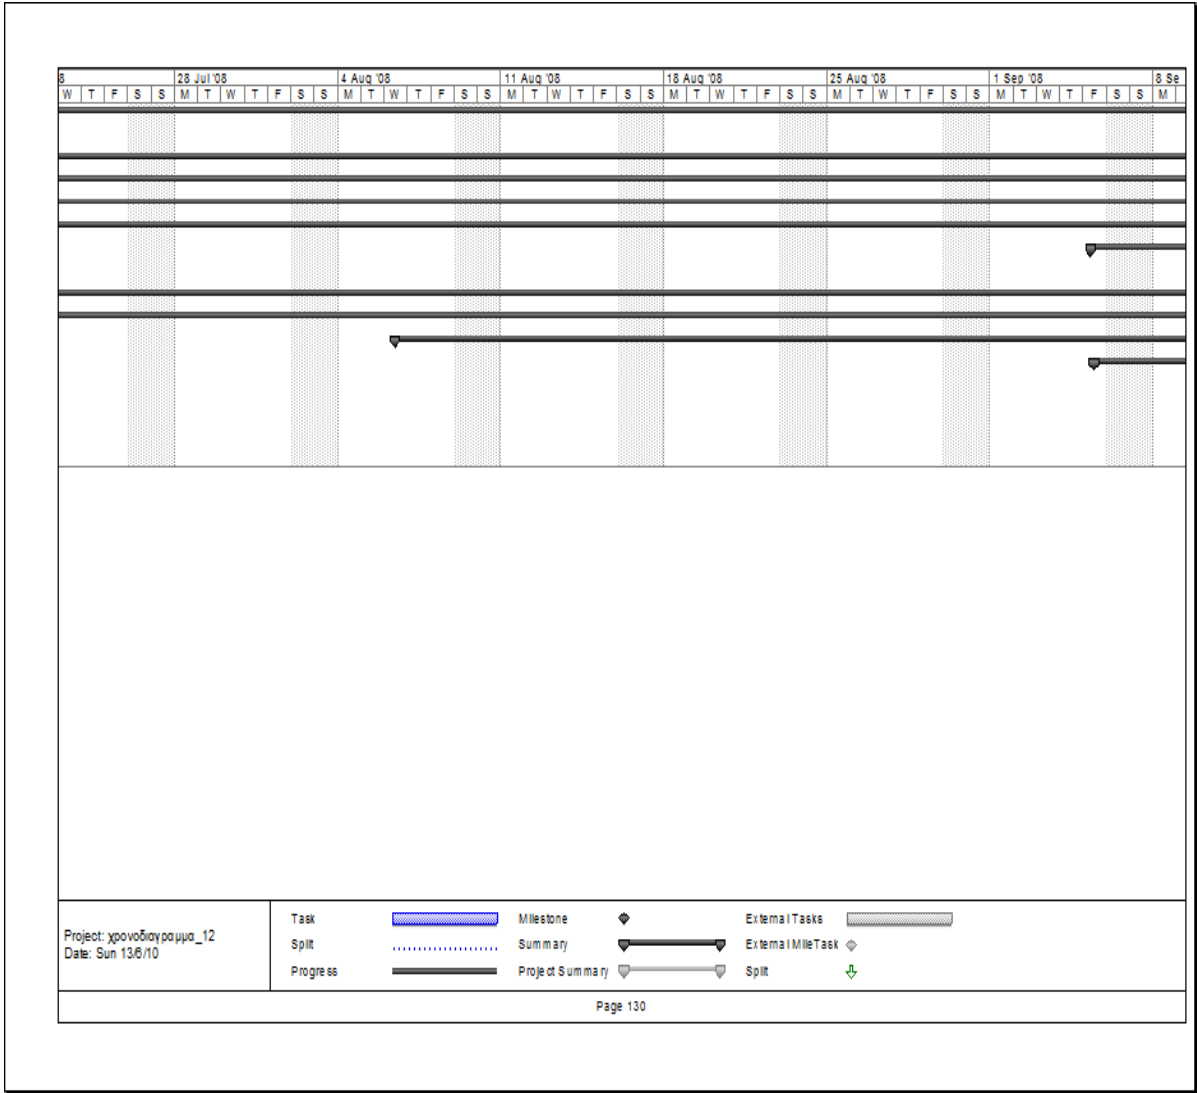 8 28 Jul '08 4 Aug '08 11 Aug '08 18 Aug '08 25 Aug '08 1 Sep '08 8 Se
W T F S S M T W T F S S M T W T F S S M T W T F S S M T W T F S S M T W T F S S M T W T F S S M
Task Milestone External Tasks
Project: χρονοδιαγραμμα_12
Date: Sun 13/6/10
Split Summary External MileTask
Progress Project Summary Split
Page 130